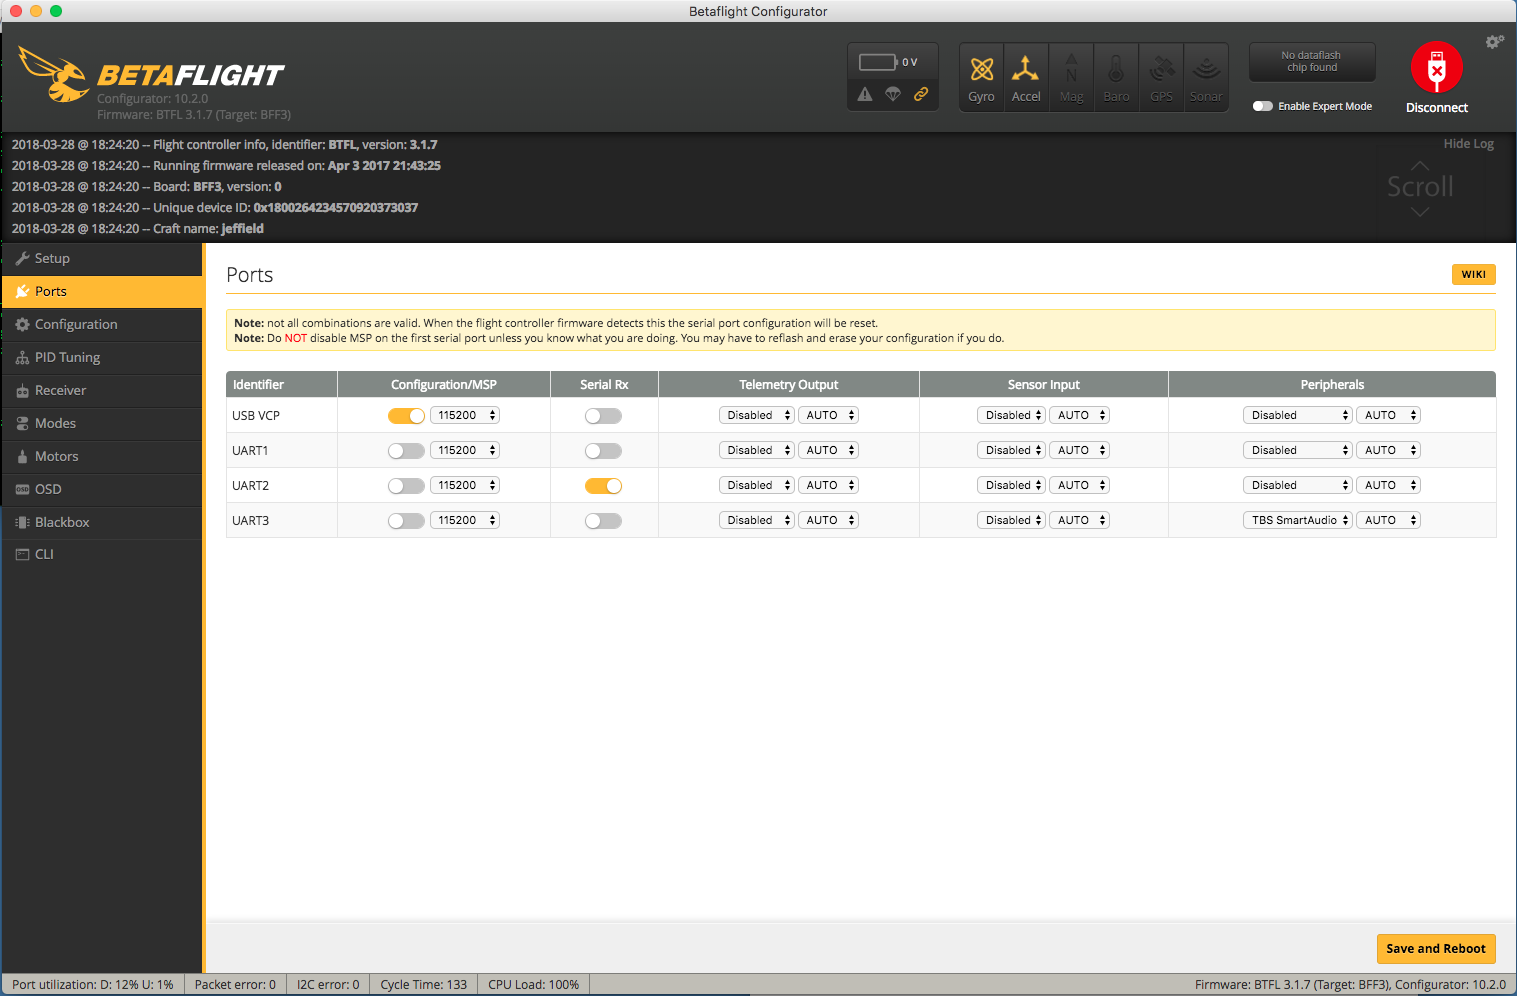 Betaflight Configurator
BETAFLIGHT
Configurator: 10.2.0
Firmware: BTFL 3.1.7 (Target: BFF3)
0 V
Gyro Accel Mag Baro GPS Sonar
No dataflash
chip found
Enable Expert Mode
Disconnect
2018-03-28 @ 18:24:20 -- Flight controller info, identifier: BTFL, version: 3.1.7
2018-03-28 @ 18:24:20 -- Running firmware released on: Apr 3 2017 21:43:25
2018-03-28 @ 18:24:20 -- Board: BFF3, version: 0
2018-03-28 @ 18:24:20 -- Unique device ID: 0x1800264234570920373037
2018-03-28 @ 18:24:20 -- Craft name: jeffield
Hide Log
Scroll
Setup
Ports
Configuration
PID Tuning
Receiver
Modes
Motors
OSD
Blackbox
CLI
Ports
WIKI
Note: not all combinations are valid. When the flight controller firmware detects this the serial port configuration will be reset.
Note: Do NOT disable MSP on the first serial port unless you know what you are doing. You may have to reflash and erase your configuration if you do.
Identifier Configuration/MSP Serial Rx Telemetry Output Sensor Input Peripherals
USB VCP 115200 Disabled AUTO Disabled AUTO Disabled AUTO
UART1 115200 Disabled AUTO Disabled AUTO Disabled AUTO
UART2 115200 Disabled AUTO Disabled AUTO Disabled AUTO
UART3 115200 Disabled AUTO Disabled AUTO TBS SmartAudio AUTO
Save and Reboot
Port utilization: D: 12% U: 1% Packet error: 0 I2C error: 0 Cycle Time: 133 CPU Load: 100% Firmware: BTFL 3.1.7 (Target: BFF3), Configurator: 10.2.0